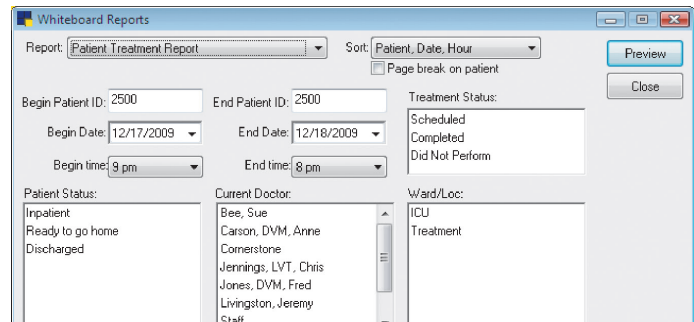 Whiteboard Reports
Report: Patient Treatment Report Sort: Patient, Date, Hour Preview
Page break on patient
Close
Begin Patient ID: 2500 End Patient ID: 2500 Treatment Status:
Begin Date: 12/17/2009 End Date: 12/18/2009 Scheduled
Completed
Did Not Perform
Begin time: 9 pm End time: 8 pm
Patient Status: Current Doctor: Ward/Loc:
Inpatient Bee, Sue ICU
Ready to go home Carson, DVM, Anne Treatment
Discharged Cornerstone
Jennings, LVT, Chris
Jones, DVM, Fred
Livingston, Jeremy
Staff